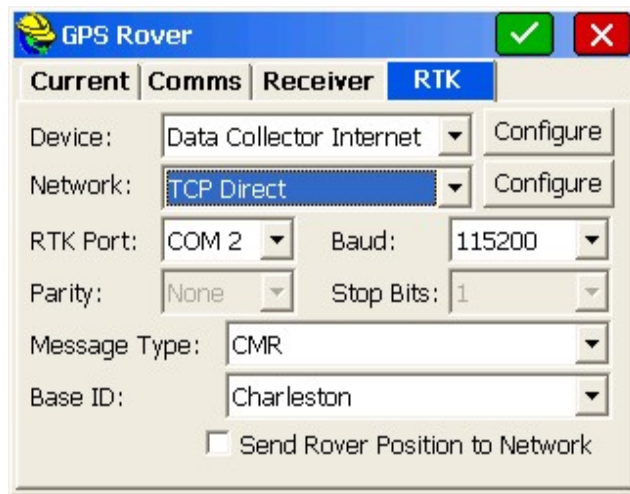 GPS Rover
Current Comms Receiver RTK
Device: Data Collector Internet Configure
Network: TCP Direct Configure
RTK Port: COM 2 Baud: 115200
Parity: None Stop Bits: 1
Message Type: CMR
Base ID: Charleston
Send Rover Position to Network